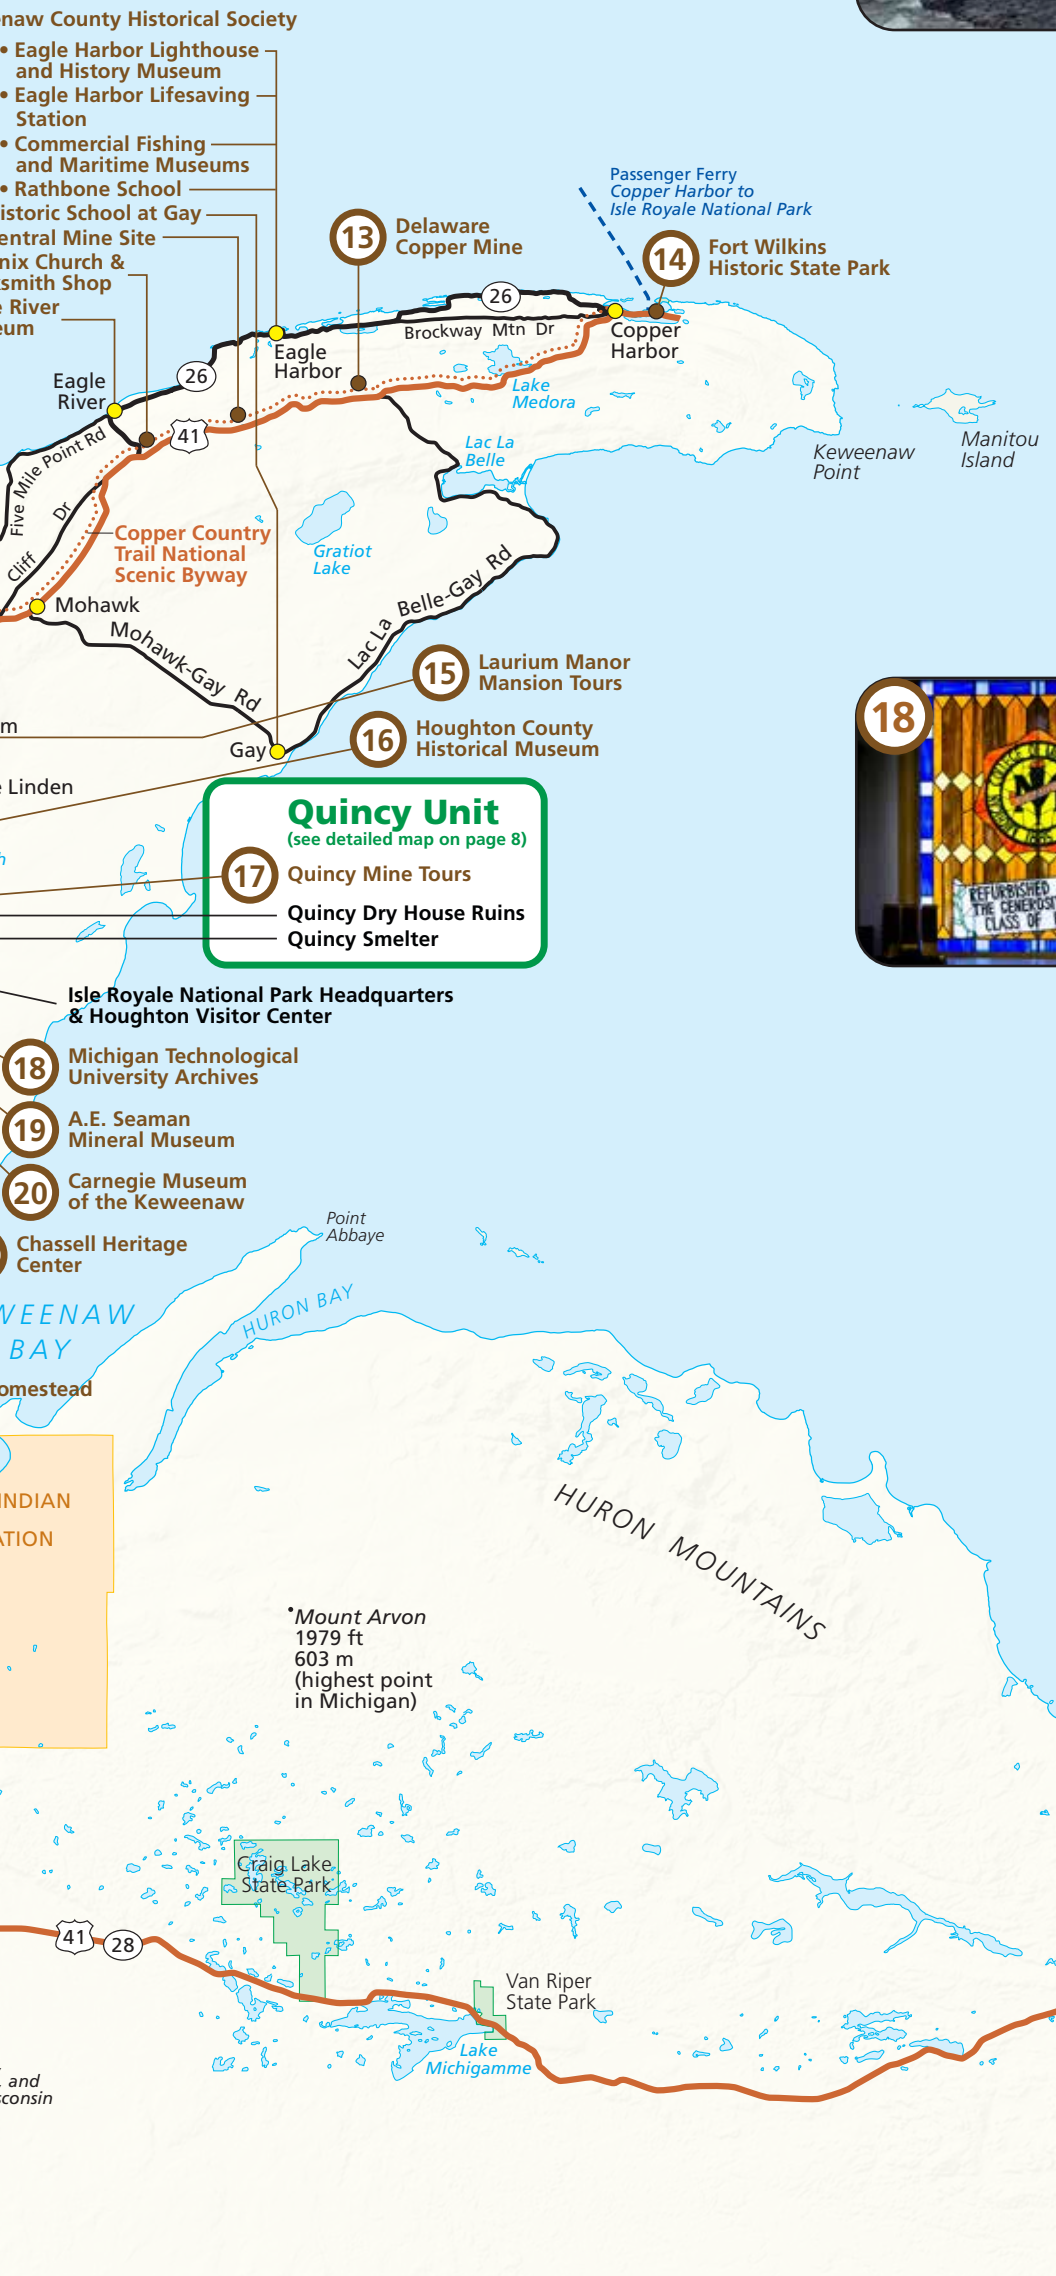 naw County Historical Society
• Eagle Harbor Lighthouse
and History Museum
• Eagle Harbor Lifesaving
Station
• Commercial Fishing
and Maritime Museums
• Rathbone School
istoric School at Gay
entral Mine Site
nix Church &
smith Shop
e River
eum
13
Delaware
Copper Mine
Passenger Ferry
Copper Harbor to
Isle Royale National Park
14
Fort Wilkins
Historic State Park
26
Brockway Mtn Dr
Copper
Harbor
Eagle
Harbor
26
Eagle
River
Lake
Medora
41
Five Mile Point Rd
Lac La
Belle
Keweenaw
Point
Manitou
Island
Cliff Dr
Copper Country
Trail National
Scenic Byway
Gratiot
Lake
Mohawk
Mohawk-Gay Rd
Lac La Belle-Gay Rd
15
Laurium Manor
Mansion Tours
m
16
Houghton County
Historical Museum
Gay
e Linden
18
REFURBISHED
THE GENEROSI
CLASS OF
Quincy Unit
(see detailed map on page 8)
h
17
Quincy Mine Tours
Quincy Dry House Ruins
Quincy Smelter
Isle Royale National Park Headquarters
& Houghton Visitor Center
18
Michigan Technological
University Archives
19
A.E. Seaman
Mineral Museum
20
Carnegie Museum
of the Keweenaw
Chassell Heritage
Center
Point
Abbaye
WEENAW
BAY
HURON BAY
omestead
INDIAN
ATION
HURON MOUNTAINS
Mount Arvon
1979 ft
603 m
(highest point
in Michigan)
Craig Lake
State Park
41
28
Van Riper
State Park
Lake
Michigamme
, and
sconsin